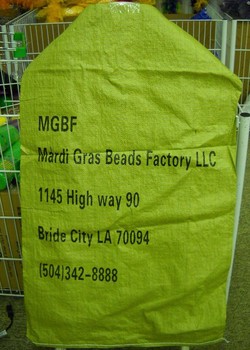 MGBF
Mardi Gras Beads Factory LLC
1145 High way 90
Bride City LA 70094
(504)342-8888